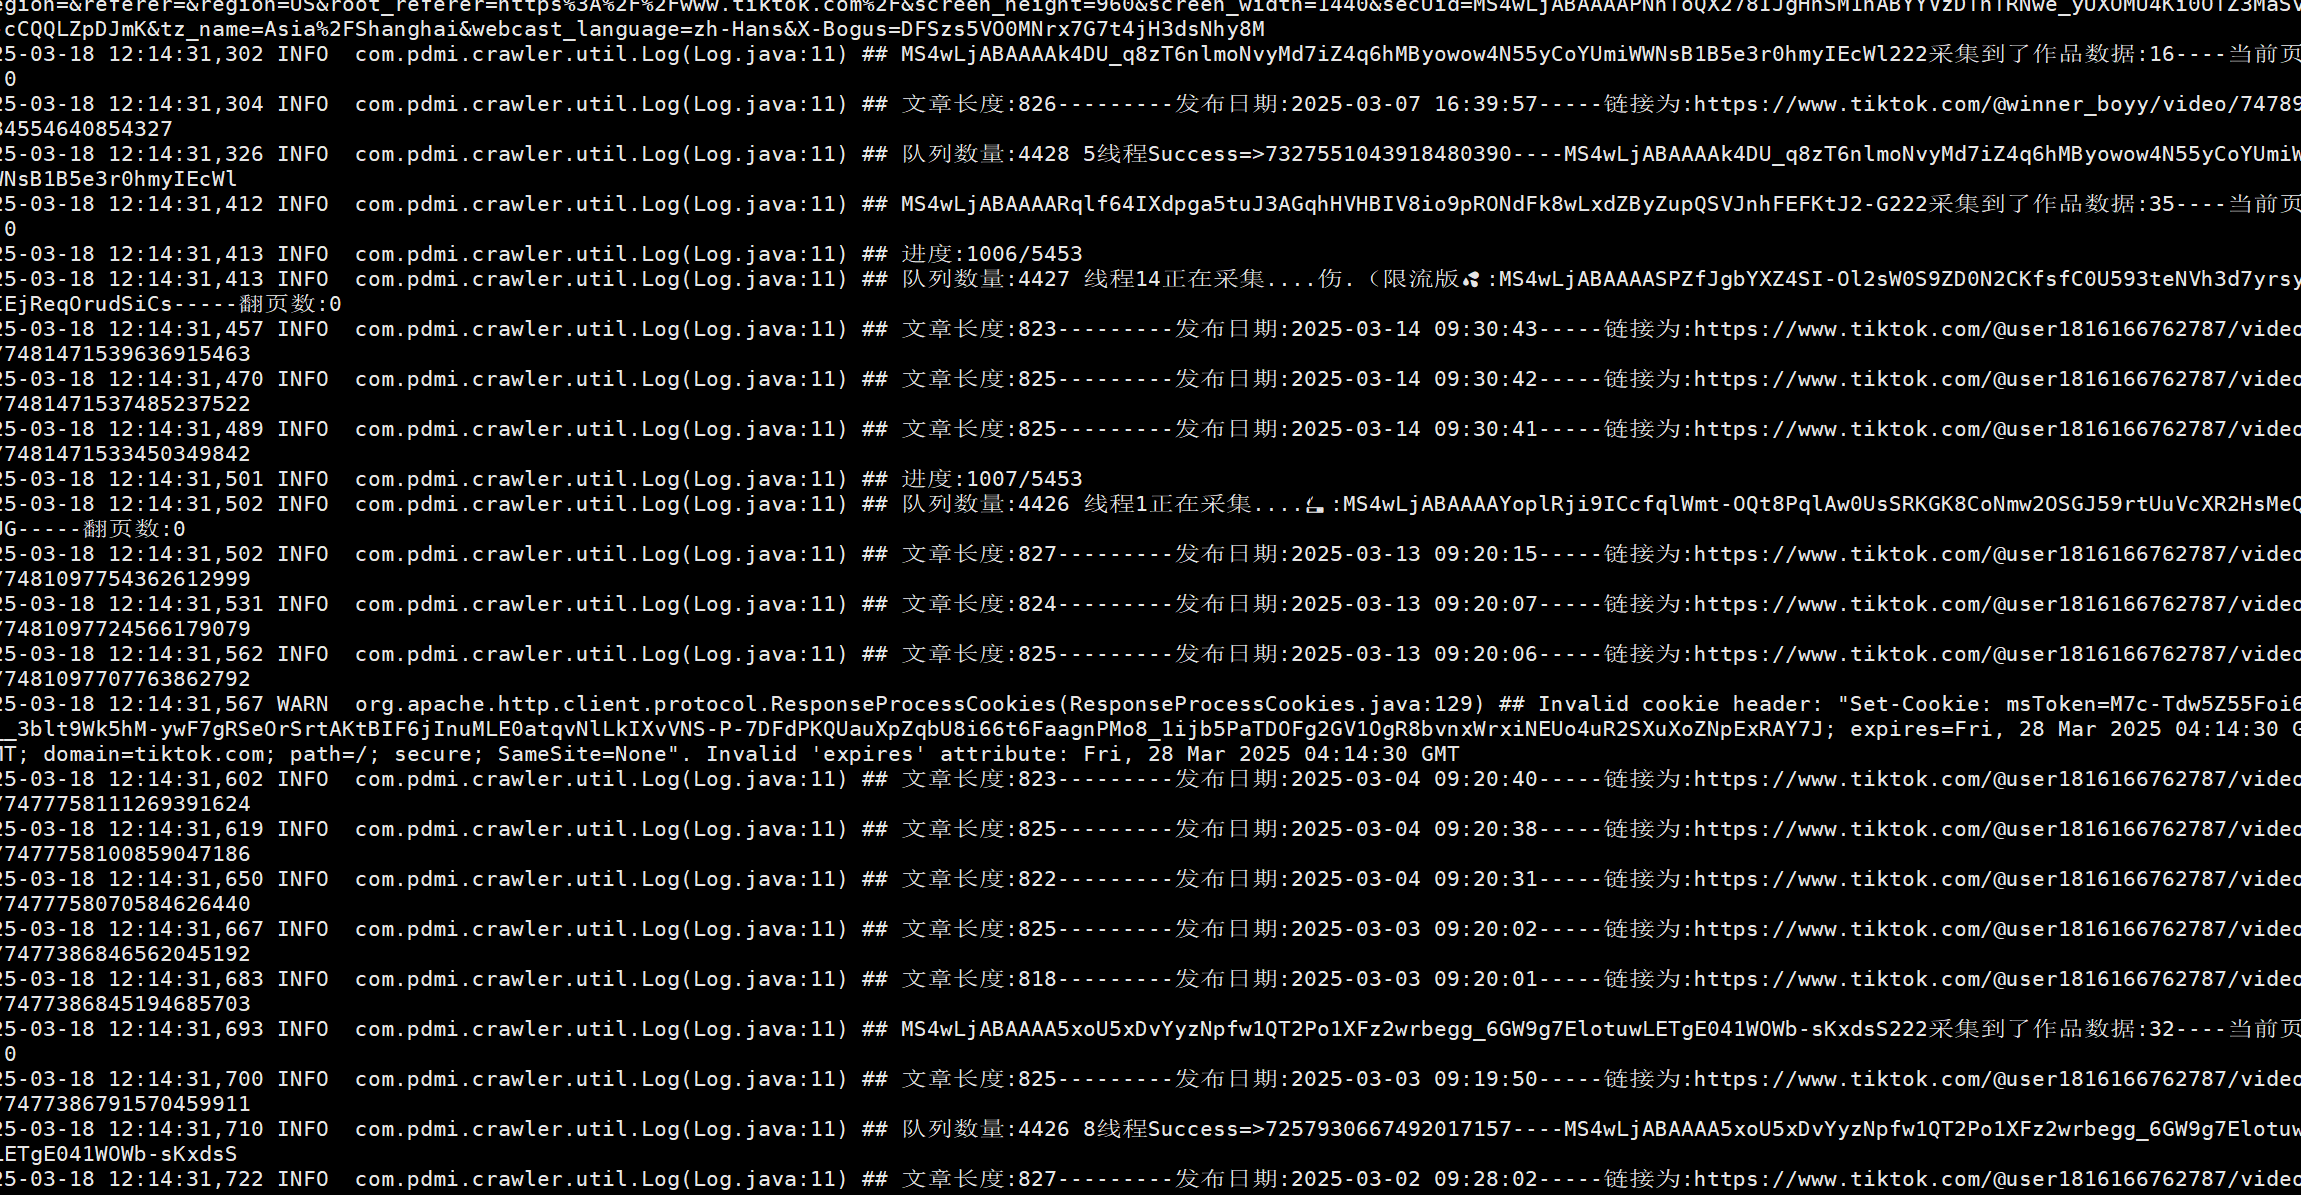 egion=&referer=&region=US&root_referer=https%3A%2F%2Fwww.tiktok.com%2F&screen_height=960&screen_width=1440&secUid=
-cCQQLZpDJmK&tz_name=Asia%2FShanghai&webcast_language=zh-Hans&X-Bogus=DFSzs5VO0MNrx7G7t4jH3dsNhy8M
25-03-18 12:14:31,302 INFO  com.pdmi.crawler.util.Log(Log.java:11) ## MS4wLjABAAAAk4DU_q8zT6nlmoNvyMd7iZ4q6hMByowow4N55yCoYUmiWWNsB1B5e3r0hmyIEcWl222采集到了作品数据:16----当前页
:0
25-03-18 12:14:31,304 INFO  com.pdmi.crawler.util.Log(Log.java:11) ## 文章长度:826---------发布日期:2025-03-07 16:39:57-----链接为:https://www.tiktok.com/@winner_boyy/video/74789
34554640854327
25-03-18 12:14:31,326 INFO  com.pdmi.crawler.util.Log(Log.java:11) ## 队列数量:4428 5线程Success=>7327551043918480390----MS4wLjABAAAAk4DU_q8zT6nlmoNvyMd7iZ4q6hMByowow4N55yCoYUmiW
WNsB1B5e3r0hmyIEcWl
25-03-18 12:14:31,412 INFO  com.pdmi.crawler.util.Log(Log.java:11) ## MS4wLjABAAAARqlf64IXdpga5tuJ3AGqhHVHBIV8io9pRONdFk8wLxdZByZupQSVJnhFEFKtJ2-G222采集到了作品数据:35----当前页
:0
25-03-18 12:14:31,413 INFO  com.pdmi.crawler.util.Log(Log.java:11) ## 进度:1006/5453
25-03-18 12:14:31,413 INFO  com.pdmi.crawler.util.Log(Log.java:11) ## 队列数量:4427 线程14正在采集....伤.（限流版💦:MS4wLjABAAAASPZfJgbYXZ4SI-Ol2sW0S9ZD0N2CKfsfC0U593teNVh3d7yrsy
IEjReqOrudSiCs-----翻页数:0
25-03-18 12:14:31,457 INFO  com.pdmi.crawler.util.Log(Log.java:11) ## 文章长度:823---------发布日期:2025-03-14 09:30:43-----链接为:https://www.tiktok.com/@user1816166762787/video
/7481471539636915463
25-03-18 12:14:31,470 INFO  com.pdmi.crawler.util.Log(Log.java:11) ## 文章长度:825---------发布日期:2025-03-14 09:30:42-----链接为:https://www.tiktok.com/@user1816166762787/video
/7481471537485237522
25-03-18 12:14:31,489 INFO  com.pdmi.crawler.util.Log(Log.java:11) ## 文章长度:825---------发布日期:2025-03-14 09:30:41-----链接为:https://www.tiktok.com/@user1816166762787/video
/7481471533450349842
25-03-18 12:14:31,501 INFO  com.pdmi.crawler.util.Log(Log.java:11) ## 进度:1007/5453
25-03-18 12:14:31,502 INFO  com.pdmi.crawler.util.Log(Log.java:11) ## 队列数量:4426 线程1正在采集....:MS4wLjABAAAAYoplRji9ICcfqlWmt-OQt8PqlAw0UsSRKGK8CoNmw2OSGJ59rtUuVcXR2HsMeQ
JG-----翻页数:0
25-03-18 12:14:31,502 INFO  com.pdmi.crawler.util.Log(Log.java:11) ## 文章长度:827---------发布日期:2025-03-13 09:20:15-----链接为:https://www.tiktok.com/@user1816166762787/video
/7481097754362612999
25-03-18 12:14:31,531 INFO  com.pdmi.crawler.util.Log(Log.java:11) ## 文章长度:824---------发布日期:2025-03-13 09:20:07-----链接为:https://www.tiktok.com/@user1816166762787/video
/7481097724566179079
25-03-18 12:14:31,562 INFO  com.pdmi.crawler.util.Log(Log.java:11) ## 文章长度:825---------发布日期:2025-03-13 09:20:06-----链接为:https://www.tiktok.com/@user1816166762787/video
/7481097707763862792
25-03-18 12:14:31,567 WARN  org.apache.http.client.protocol.ResponseProcessCookies(ResponseProcessCookies.java:129) ## Invalid cookie header: "Set-Cookie: msToken=M7c-Tdw5Z55Foi6
__3blt9Wk5hM-ywF7gRSeOrSrtAKtBIF6jInuMLE0atqvNlLkIXvVNS-P-7DFdPKQUauXpZqbU8i66t6FaagnPMo8_1ijb5PaTDOFg2GV1OgR8bvnxWrxiNEUo4uR2SXuXoZNpExRAY7J; expires=Fri, 28 Mar 2025 04:14:30 G
MT; domain=tiktok.com; path=/; secure; SameSite=None". Invalid 'expires' attribute: Fri, 28 Mar 2025 04:14:30 GMT
25-03-18 12:14:31,602 INFO  com.pdmi.crawler.util.Log(Log.java:11) ## 文章长度:823---------发布日期:2025-03-04 09:20:40-----链接为:https://www.tiktok.com/@user1816166762787/video
/7477758111269391624
25-03-18 12:14:31,619 INFO  com.pdmi.crawler.util.Log(Log.java:11) ## 文章长度:825---------发布日期:2025-03-04 09:20:38-----链接为:https://www.tiktok.com/@user1816166762787/video
/7477758100859047186
25-03-18 12:14:31,650 INFO  com.pdmi.crawler.util.Log(Log.java:11) ## 文章长度:822---------发布日期:2025-03-04 09:20:31-----链接为:https://www.tiktok.com/@user1816166762787/video
/7477758070584626440
25-03-18 12:14:31,667 INFO  com.pdmi.crawler.util.Log(Log.java:11) ## 文章长度:825---------发布日期:2025-03-03 09:20:02-----链接为:https://www.tiktok.com/@user1816166762787/video
/7477386846562045192
25-03-18 12:14:31,683 INFO  com.pdmi.crawler.util.Log(Log.java:11) ## 文章长度:818---------发布日期:2025-03-03 09:20:01-----链接为:https://www.tiktok.com/@user1816166762787/video
/7477386845194685703
25-03-18 12:14:31,693 INFO  com.pdmi.crawler.util.Log(Log.java:11) ## MS4wLjABAAAA5xoU5xDvYyzNpfw1QT2Po1XFz2wrbegg_6GW9g7ElotuwLETgE041WOWb-sKxdsS222采集到了作品数据:32----当前页
:0
25-03-18 12:14:31,700 INFO  com.pdmi.crawler.util.Log(Log.java:11) ## 文章长度:825---------发布日期:2025-03-03 09:19:50-----链接为:https://www.tiktok.com/@user1816166762787/video
/7477386791570459911
25-03-18 12:14:31,710 INFO  com.pdmi.crawler.util.Log(Log.java:11) ## 队列数量:4426 8线程Success=>7257930667492017157----MS4wLjABAAAA5xoU5xDvYyzNpfw1QT2Po1XFz2wrbegg_6GW9g7Elotuw
LETgE041WOWb-sKxdsS
25-03-18 12:14:31,722 INFO  com.pdmi.crawler.util.Log(Log.java:11) ## 文章长度:827---------发布日期:2025-03-02 09:28:02-----链接为:https://www.tiktok.com/@user1816166762787/video